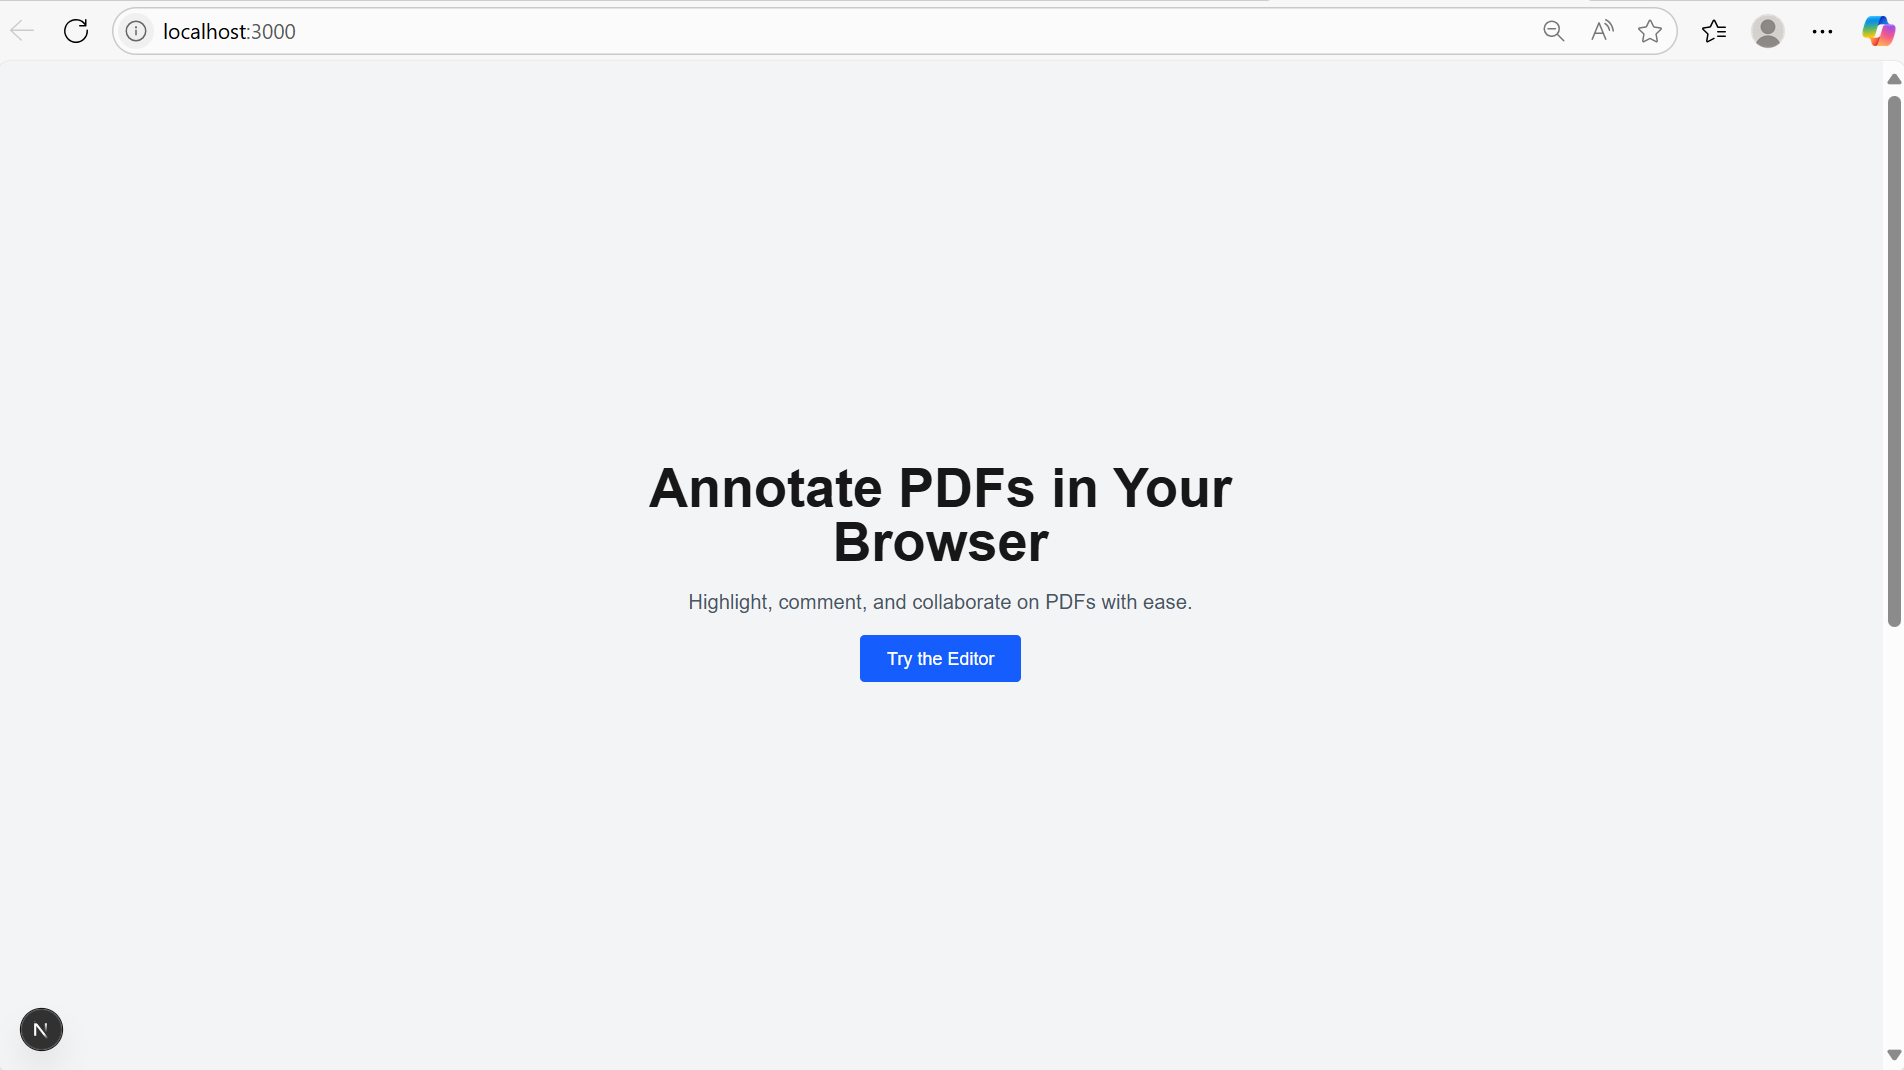 localhost:3000
Annotate PDFs in Your
Browser
Highlight, comment, and collaborate on PDFs with ease.
Try the Editor
N